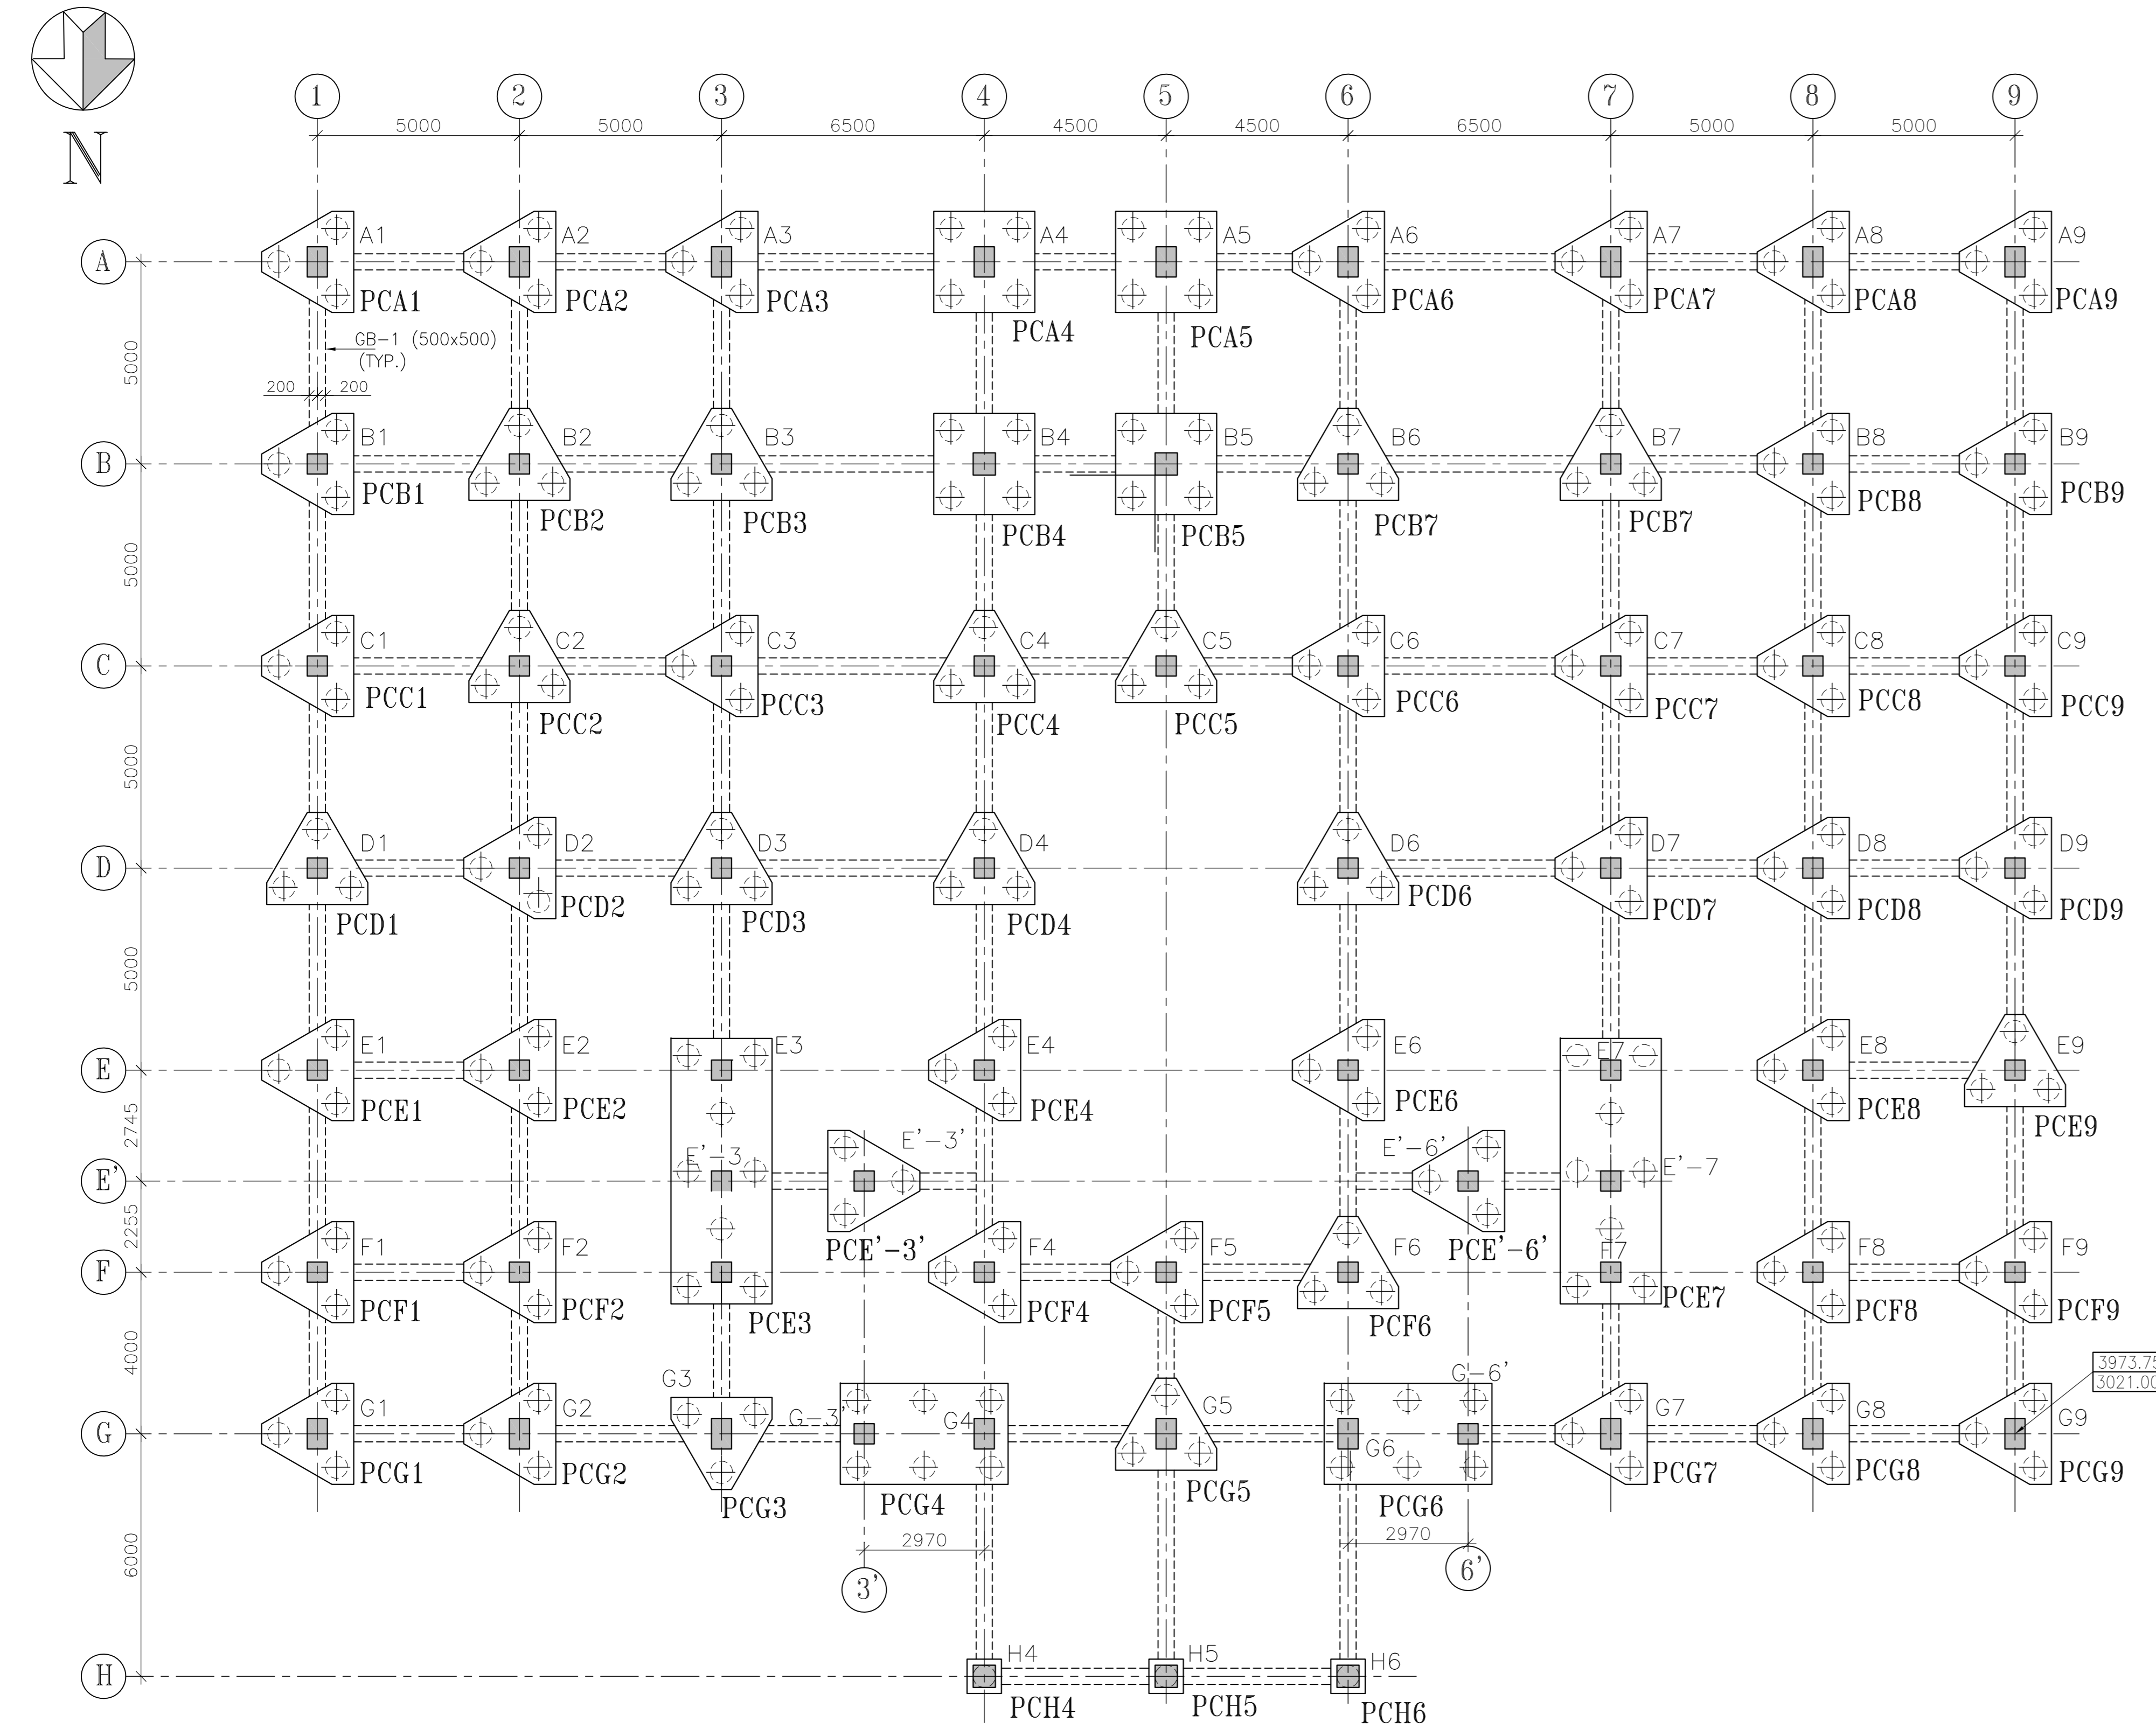 N
1 2 3 4 5 6 7 8 9
5000 5000 6500 4500 4500 6500 5000 5000
A1 A2 A3 A4 A5 A6 A7 A8 A9
A
PCA1 PCA2 PCA3 PCA4 PCA5 PCA6 PCA7 PCA8 PCA9
GB-1 (500x500)
(TYP.)
5000
200 200
B1 B2 B3 B4 B5 B6 B7 B8 B9
B
PCB1 PCB2 PCB3 PCB4 PCB5 PCB7 PCB7 PCB8 PCB9
5000
C1 C2 C3 C4 C5 C6 C7 C8 C9
C
PCC1 PCC2 PCC3 PCC4 PCC5 PCC6 PCC7 PCC8 PCC9
5000
D1 D2 D3 D4 D6 D7 D8 D9
D
PCD1 PCD2 PCD3 PCD4 PCD6 PCD7 PCD8 PCD9
5000
E1 E2 E3 E4 E6 E7 E8 E9
E
PCE1 PCE2 PCE4 PCE6 PCE8 PCE9
2745
E'-3 E'-3' E'-6' E'-7
E'
PCE'-3' PCE'-6'
2255
F1 F2 F4 F5 F6 F7 F8 F9
F
PCF1 PCF2 PCE3 PCF4 PCF5 PCF6 PCE7 PCF8 PCF9
4000
3973.75
3021.00
G1 G2 G3 G-3' G4 G5 G6 G-6' G7 G8 G9
G
PCG1 PCG2 PCG3 PCG4 PCG5 PCG6 PCG7 PCG8 PCG9
2970 2970
6000
3' 6'
H4 H5 H6
H
PCH4 PCH5 PCH6